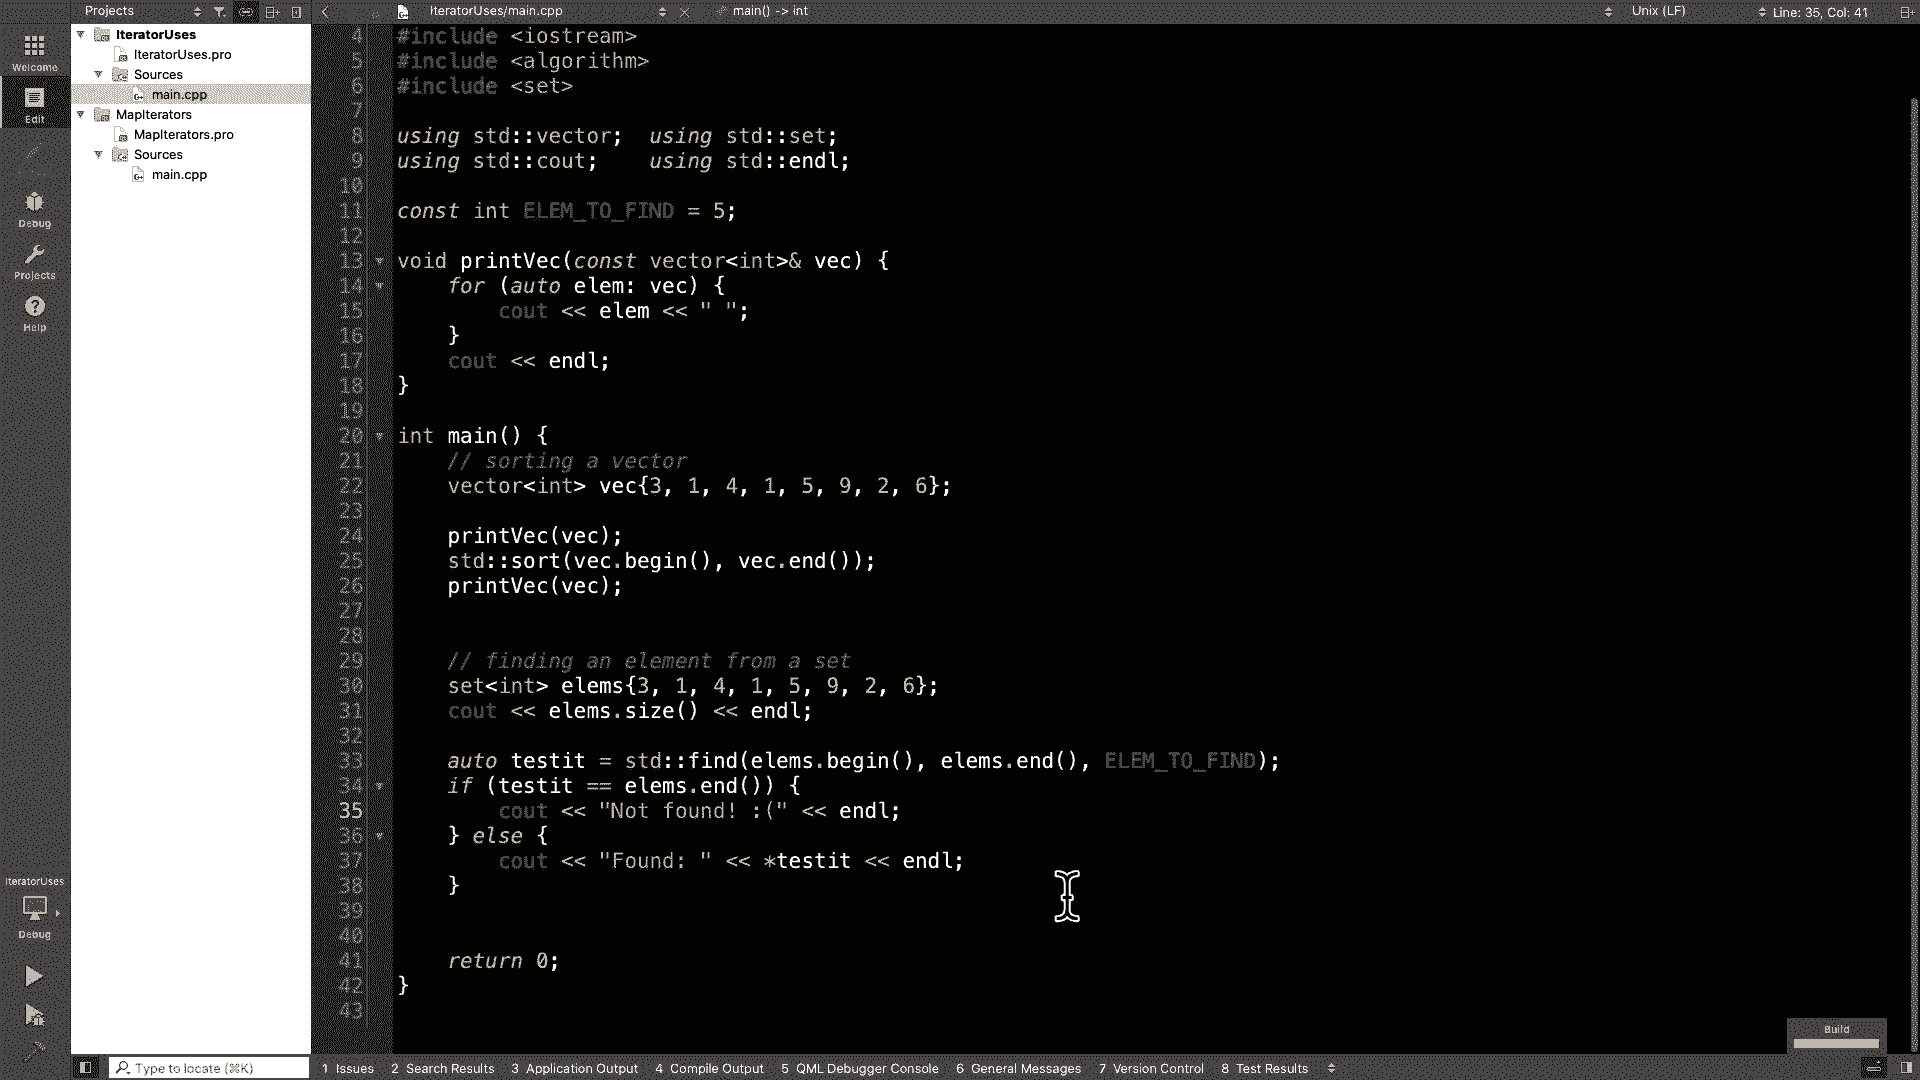 Projects
IteratorUses/main.cpp
main() -> int
Unix (LF)
Line: 35, Col: 41
Welcome
Edit
Debug
Projects
Help
IteratorUses
Debug
IteratorUses
IteratorUses.pro
Sources
main.cpp
MapIterators
MapIterators.pro
Sources
main.cpp
4 #include <iostream>
5 #include <algorithm>
6 #include <set>
7
8 using std::vector;  using std::set;
9 using std::cout;    using std::endl;
10
11 const int ELEM_TO_FIND = 5;
12
13 void printVec(const vector<int>& vec) {
14     for (auto elem: vec) {
15         cout << elem << " ";
16     }
17     cout << endl;
18 }
19
20 int main() {
21     // sorting a vector
22     vector<int> vec{3, 1, 4, 1, 5, 9, 2, 6};
23
24     printVec(vec);
25     std::sort(vec.begin(), vec.end());
26     printVec(vec);
27
28
29     // finding an element from a set
30     set<int> elems{3, 1, 4, 1, 5, 9, 2, 6};
31     cout << elems.size() << endl;
32
33     auto testit = std::find(elems.begin(), elems.end(), ELEM_TO_FIND);
34     if (testit == elems.end()) {
35         cout << "Not found! :(" << endl;
36     } else {
37         cout << "Found: " << *testit << endl;
38     }
39
40
41     return 0;
42 }
43
Build
Type to locate (⌘K)
1 Issues
2 Search Results
3 Application Output
4 Compile Output
5 QML Debugger Console
6 General Messages
7 Version Control
8 Test Results